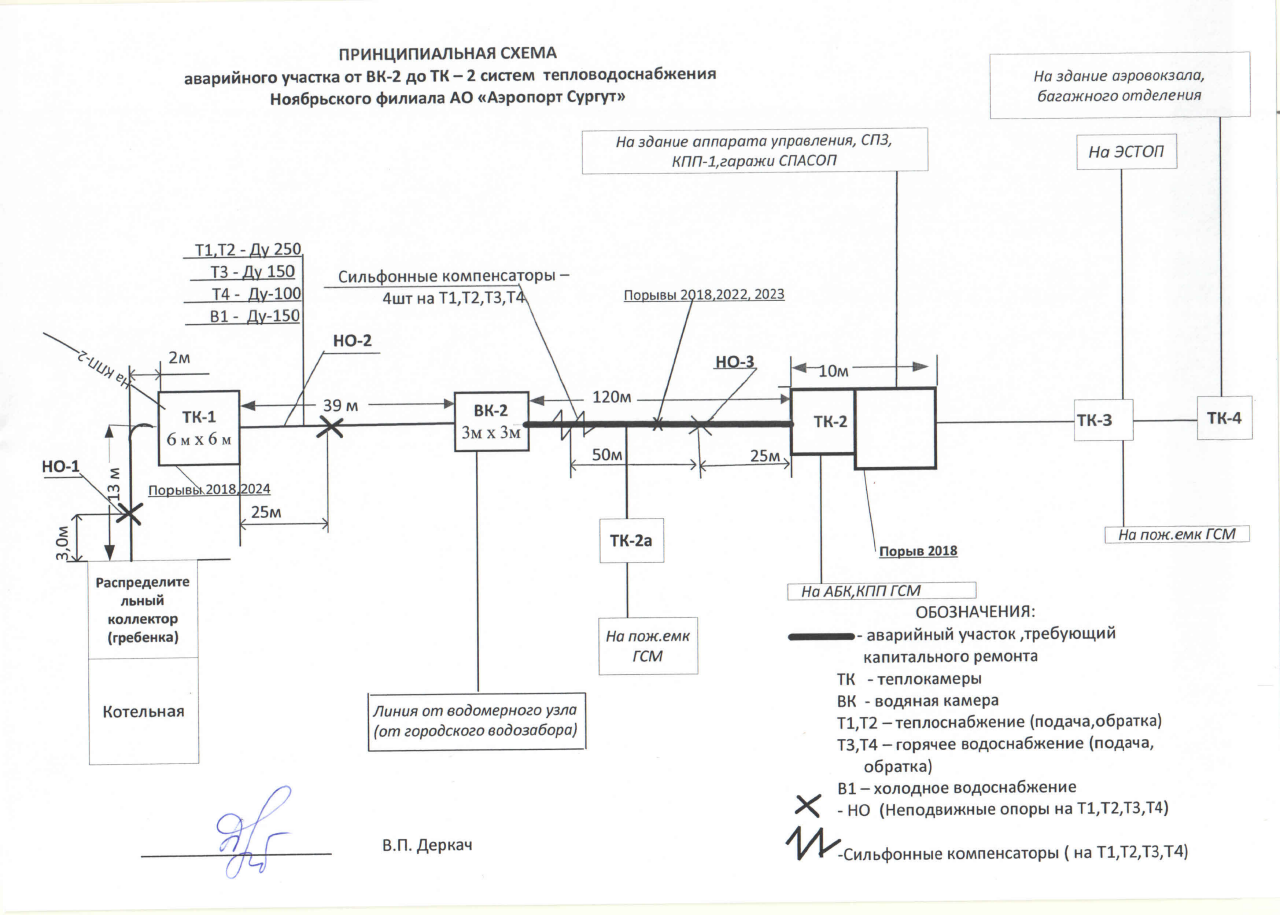 ПРИНЦИПИАЛЬНАЯ СХЕМА
аварийного участка от ВК-2 до ТК – 2 систем тепловодоснабжения
Ноябрьского филиала АО «Аэропорт Сургут»
На здание аэровокзала,
багажного отделения
На здание аппарата управления, СПЗ,
КПП-1,гаражи СПАСОП
На ЭСТОП
Т1,Т2 - Ду 250
Т3 - Ду 150
Т4 - Ду-100
В1 - Ду-150
Сильфонные компенсаторы –
4шт на Т1,Т2,Т3,Т4
Порывы 2018,2022, 2023
НО-2
НО-3
2м
На КПП-2
10м
39 м
120м
ТК-1
6 м X 6 м
ВК-2
3м х 3м
ТК-2
ТК-3
ТК-4
50м
25м
НО-1
13 м
Порывы 2018,2024
25м
3,0м
ТК-2а
Порыв 2018
На пож.емк ГСМ
Распределите
льный
коллектор
(гребенка)
Котельная
На АБК,КПП ГСМ
На пож.емк
ГСМ
Линия от водомерного узла
(от городского водозабора)
ОБОЗНАЧЕНИЯ:
- аварийный участок ,требующий
капитального ремонта
ТК - теплокамеры
ВК - водяная камера
Т1,Т2 – теплоснабжение (подача,обратка)
Т3,Т4 – горячее водоснабжение (подача,
обратка)
В1 – холодное водоснабжение
- НО (Неподвижные опоры на Т1,Т2,Т3,Т4)
-Сильфонные компенсаторы ( на Т1,Т2,Т3,Т4)
В.П. Деркач